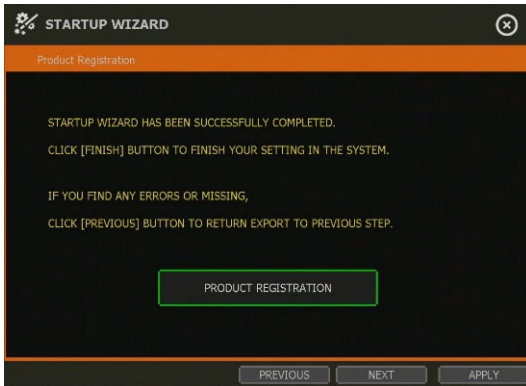 STARTUP WIZARD
Product Registration
STARTUP WIZARD HAS BEEN SUCCESSFULLY COMPLETED.
CLICK [FINISH] BUTTON TO FINISH YOUR SETTING IN THE SYSTEM.
IF YOU FIND ANY ERRORS OR MISSING,
CLICK [PREVIOUS] BUTTON TO RETURN EXPORT TO PREVIOUS STEP.
PRODUCT REGISTRATION
PREVIOUS NEXT APPLY